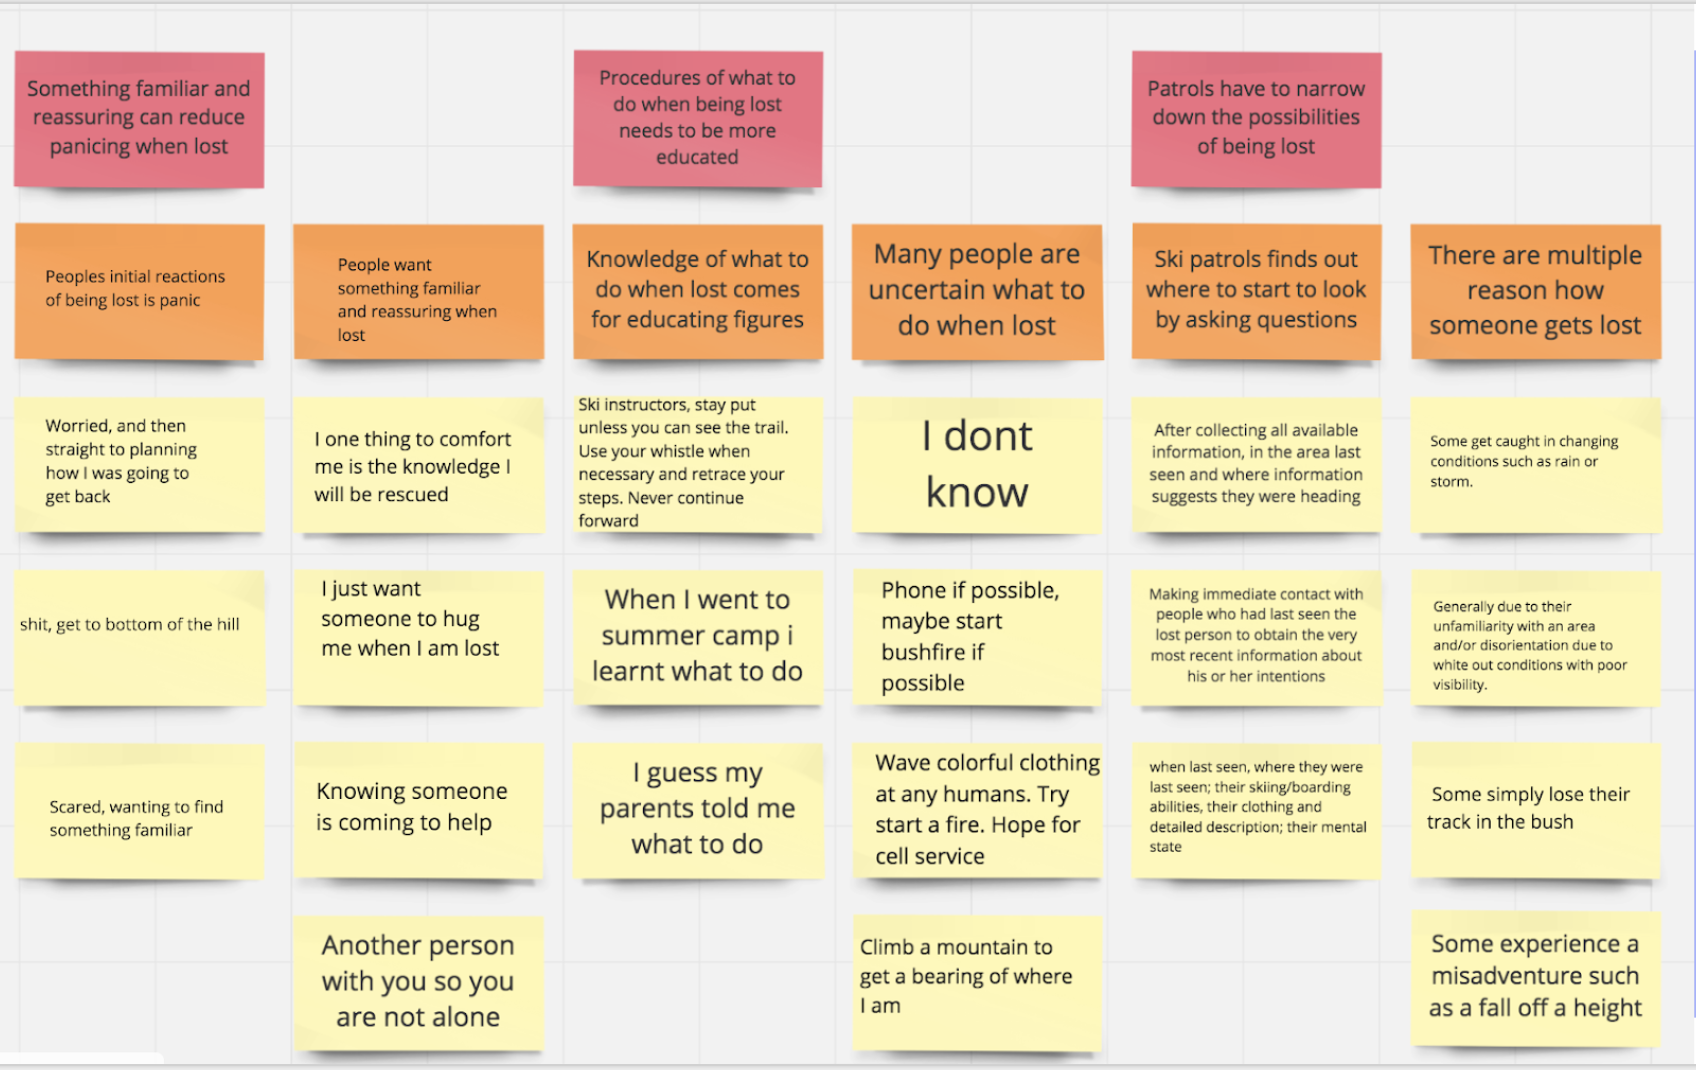 Something familiar and
reassuring can reduce
panicing when lost
Procedures of what to
do when being lost
needs to be more
educated
Patrols have to narrow
down the possibilities
of being lost
Peoples initial reactions
of being lost is panic
People want
something familiar
and reassuring when
lost
Knowledge of what to
do when lost comes
for educating figures
Many people are
uncertain what to
do when lost
Ski patrols finds out
where to start to look
by asking questions
There are multiple
reason how
someone gets lost
Worried, and then
straight to planning
how I was going to
get back
I one thing to comfort
me is the knowledge I
will be rescued
Ski instructors, stay put
unless you can see the trail.
Use your whistle when
necessary and retrace your
steps. Never continue
forward
I dont
know
After collecting all available
information, in the area last
seen and where information
suggests they were heading
Some get caught in changing
conditions such as rain or
storm.
shit, get to bottom of the hill
I just want
someone to hug
me when I am lost
When I went to
summer camp i
learnt what to do
Phone if possible,
maybe start
bushfire if
possible
Making immediate contact with
people who had last seen the
lost person to obtain the very
most recent information about
his or her intentions
Generally due to their
unfamiliarity with an area
and/or disorientation due to
white out conditions with poor
visibility.
Scared, wanting to find
something familiar
Knowing someone
is coming to help
I guess my
parents told me
what to do
Wave colorful clothing
at any humans. Try
start a fire. Hope for
cell service
when last seen, where they were
last seen; their skiing/boarding
abilities, their clothing and
detailed description; their mental
state
Some simply lose their
track in the bush
Another person
with you so you
are not alone
Climb a mountain to
get a bearing of where
I am
Some experience a
misadventure such
as a fall off a height